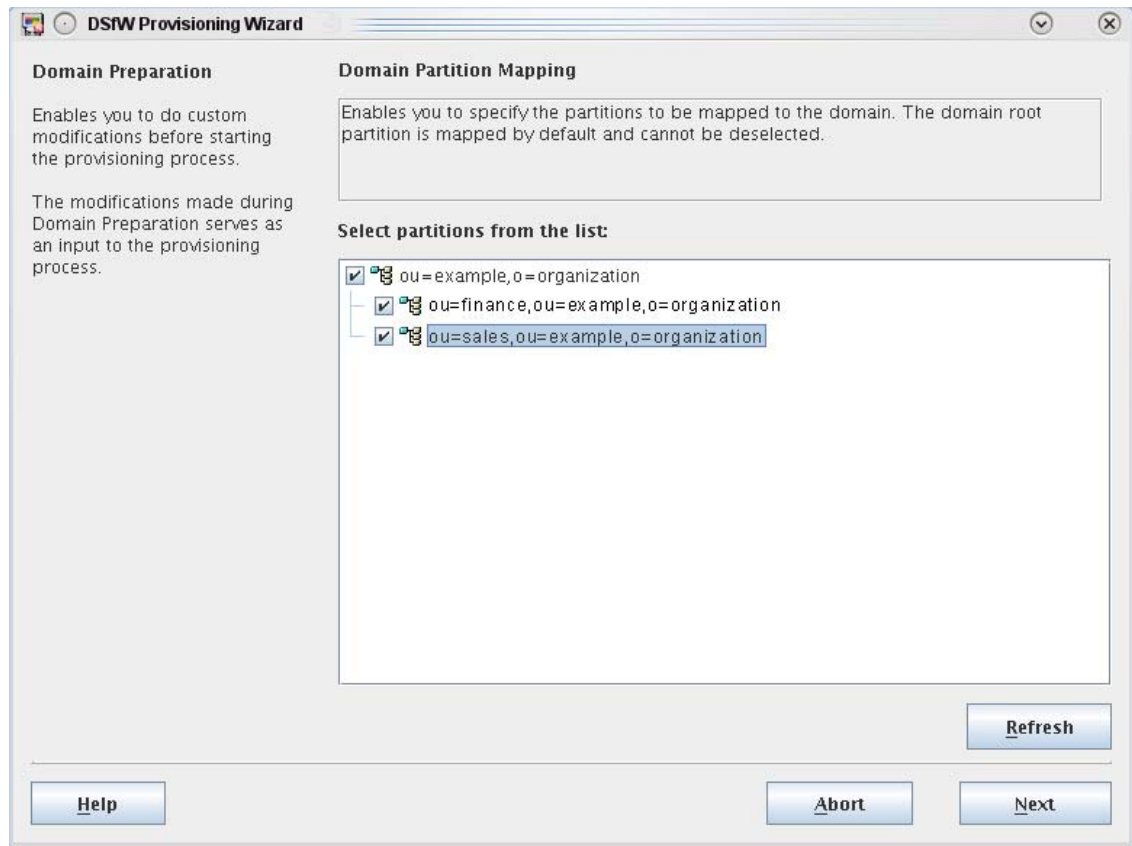 DSfW Provisioning Wizard
Domain Preparation
Enables you to do custom
modifications before starting
the provisioning process.
The modifications made during
Domain Preparation serves as
an input to the provisioning
process.
Domain Partition Mapping
Enables you to specify the partitions to be mapped to the domain. The domain root
partition is mapped by default and cannot be deselected.
Select partitions from the list:
ou=example,o=organization
ou=finance,ou=example,o=organization
ou=sales,ou=example,o=organization
Refresh
Help
Abort
Next